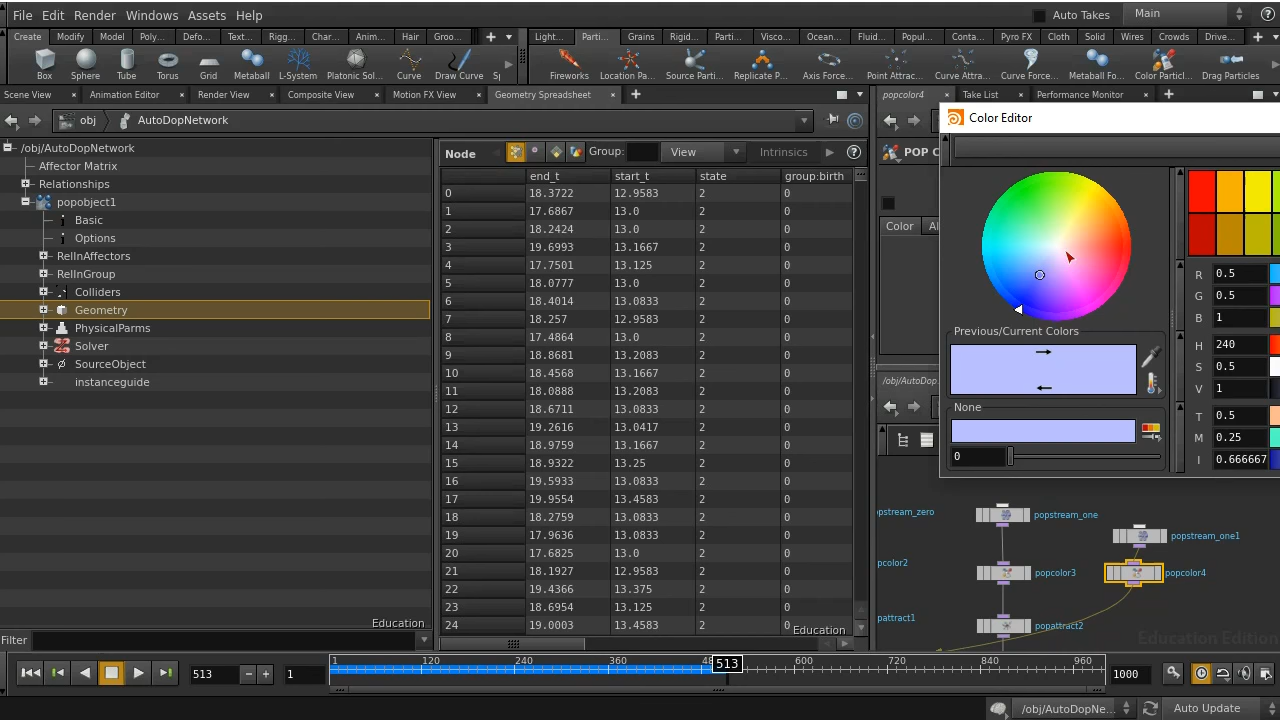 File Edit Render Windows Assets Help Auto Takes Main
Create Modify Model Poly... Defo... Text... Rigg... Char... Anim... Hair Groo... Light... Parti... Grains Rigid... Parti... Visco... Ocean... Fluid... Popul... Conta... Pyro FX Cloth Solid Wires Crowds Drive...
Box Sphere Tube Torus Grid Metaball L-System Platonic Sol... Curve Draw Curve Sp Fireworks Location Pa... Source Parti... Replicate P... Axis Force... Point Attrac... Curve Attra... Curve Force... Metaball Fo... Color Particl... Drag Particles
Scene View Animation Editor Render View Composite View Motion FX View Geometry Spreadsheet popcolor4 Take List Performance Monitor
obj AutoDopNetwork
Color Editor
/obj/AutoDopNetwork
Affector Matrix
Relationships
popobject1
Basic
Options
RelInAffectors
RelInGroup
Colliders
Geometry
PhysicalParms
Solver
SourceObject
instanceguide
Education
Filter
Node Group: View Intrinsics
end_t start_t state group:birth
0 18.3722 12.9583 2 0
1 17.6867 13.0 2 0
2 18.2424 13.0 2 0
3 19.6993 13.1667 2 0
4 17.7501 13.125 2 0
5 18.0777 13.0 2 0
6 18.4014 13.0833 2 0
7 18.257 12.9583 2 0
8 17.4864 13.0 2 0
9 18.8681 13.2083 2 0
10 18.4568 13.1667 2 0
11 18.0888 13.2083 2 0
12 18.6711 13.0833 2 0
13 19.2616 13.0417 2 0
14 18.9759 13.1667 2 0
15 18.9322 13.25 2 0
16 19.5933 13.0833 2 0
17 19.9554 13.4583 2 0
18 18.2759 13.0833 2 0
19 17.9636 13.0833 2 0
20 17.6825 13.0 2 0
21 18.1927 12.9583 2 0
22 19.4366 13.375 2 0
23 18.6954 13.125 2 0
24 19.0003 13.4583 2 0
Education
POP C
Color Al
R 0.5
G 0.5
B 1
H 240
S 0.5
V 1
T 0.5
M 0.25
I 0.666667
Previous/Current Colors
None
0
/obj/AutoDop
opstream_zero popstream_one popstream_one1
opcolor2 popcolor3 popcolor4
pattract1 popattract2
Education Edition
513 1 1 120 240 360 48 513 600 720 840 960 1000
/obj/AutoDopNe... Auto Update